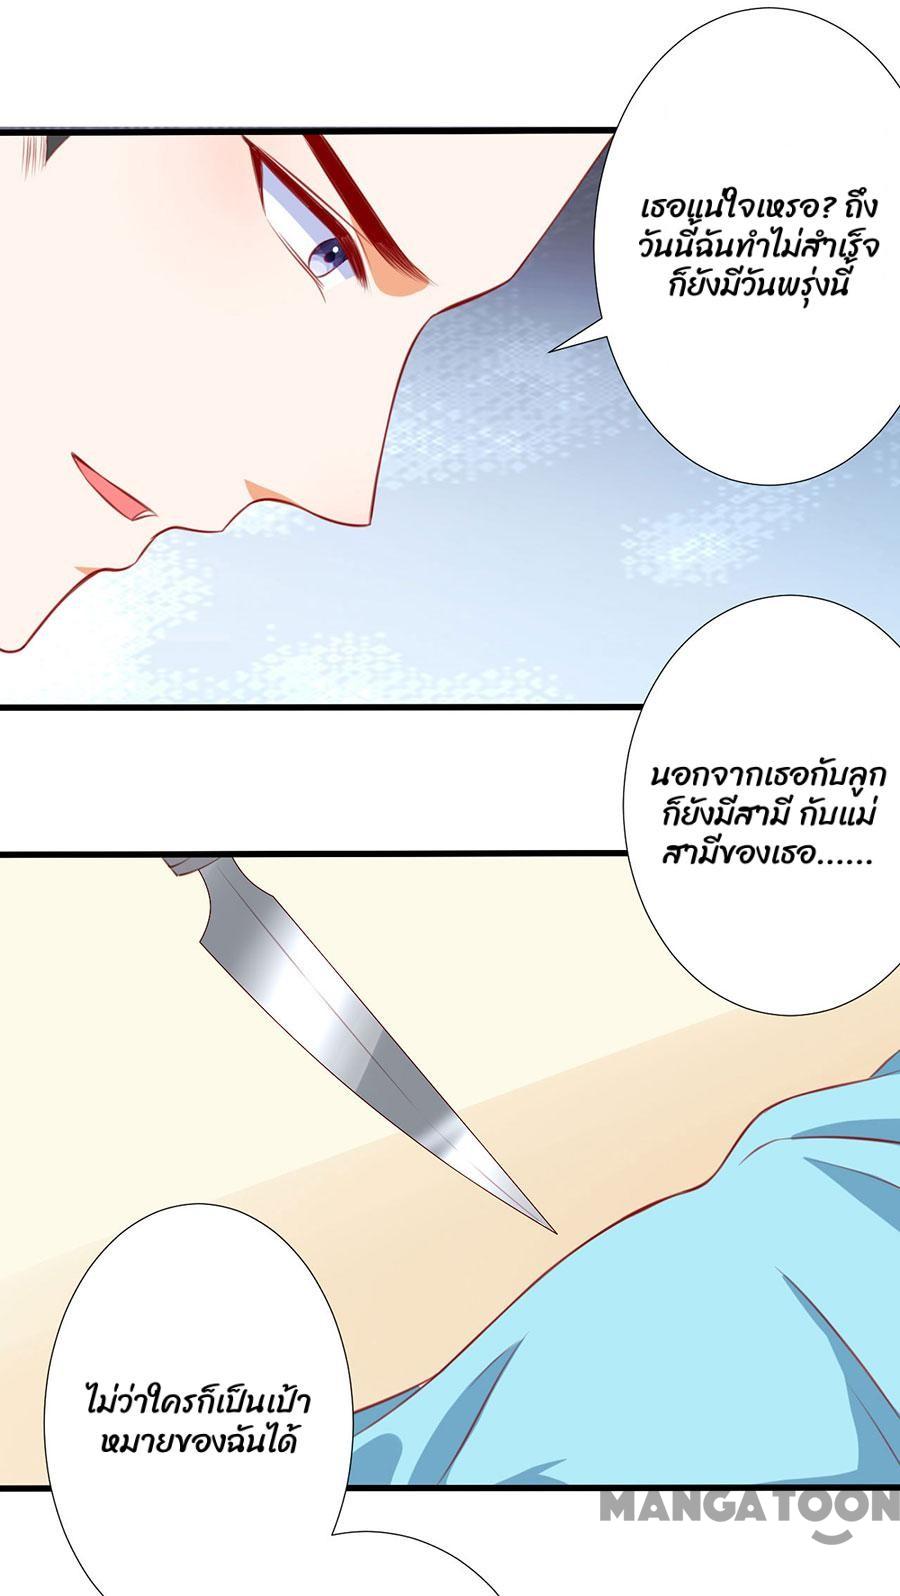 เธอแน่ใจเหรอ? ถึง
วันนี้ฉันทำไม่สำเร็จ
ก็ยังมีวันพรุ่งนี้
นอกจากเธอกับลูก
ก็ยังมีสามี กับแม่
สามีของเธอ......
ไม่ว่าใครก็เป็นเป้า
หมายของฉันได้
MANGATOON